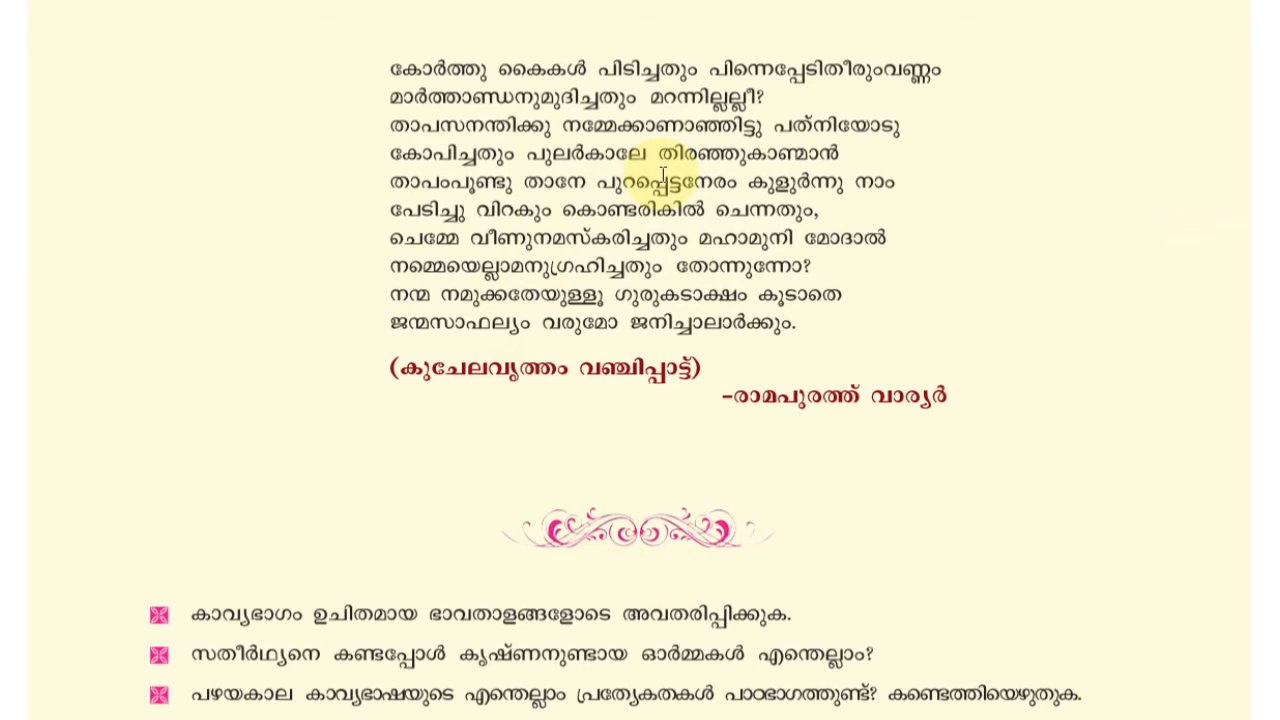 കോർത്തു കൈകൾ പിടിച്ചതും പിന്നെപ്പേടിതീരുംവണ്ണം
മാർത്താണ്ഡനുമുദിച്ചതും മറന്നില്ലല്ലീ?
താപസനന്തിക്കു നമ്മേക്കാണാഞ്ഞിട്ടു പത്നിയോടു
കോപിച്ചതും പുലർകാലേ തിരഞ്ഞുകാണ്മാൻ
താപംപൂണ്ടു താനേ പുറപ്പെട്ടനേരം കുളുർന്നു നാം
പേടിച്ചു വിറകും കൊണ്ടരികിൽ ചെന്നതും,
ചെമ്മേ വീണുനമസ്കരിച്ചതും മഹാമുനി മോദാൽ
നമ്മെയെല്ലാമനുഗ്രഹിച്ചതും തോന്നുന്നോ?
നന്മ നമുക്കതേയുള്ളൂ ഗുരുകടാക്ഷം കൂടാതെ
ജന്മസാഫല്യം വരുമോ ജനിച്ചാലാർക്കും.
(കുചേലവൃത്തം വഞ്ചിപ്പാട്ട്)
-രാമപുരത്ത് വാര്യർ
കാവ്യഭാഗം ഉചിതമായ ഭാവതാളങ്ങളോടെ അവതരിപ്പിക്കുക.
സതീർഥ്യനെ കണ്ടപ്പോൾ കൃഷ്ണനുണ്ടായ ഓർമ്മകൾ എന്തെല്ലാം?
പഴയകാല കാവ്യഭാഷയുടെ എന്തെല്ലാം പ്രത്യേകതകൾ പാഠഭാഗത്തുണ്ട്? കണ്ടെത്തിയെഴുതുക.